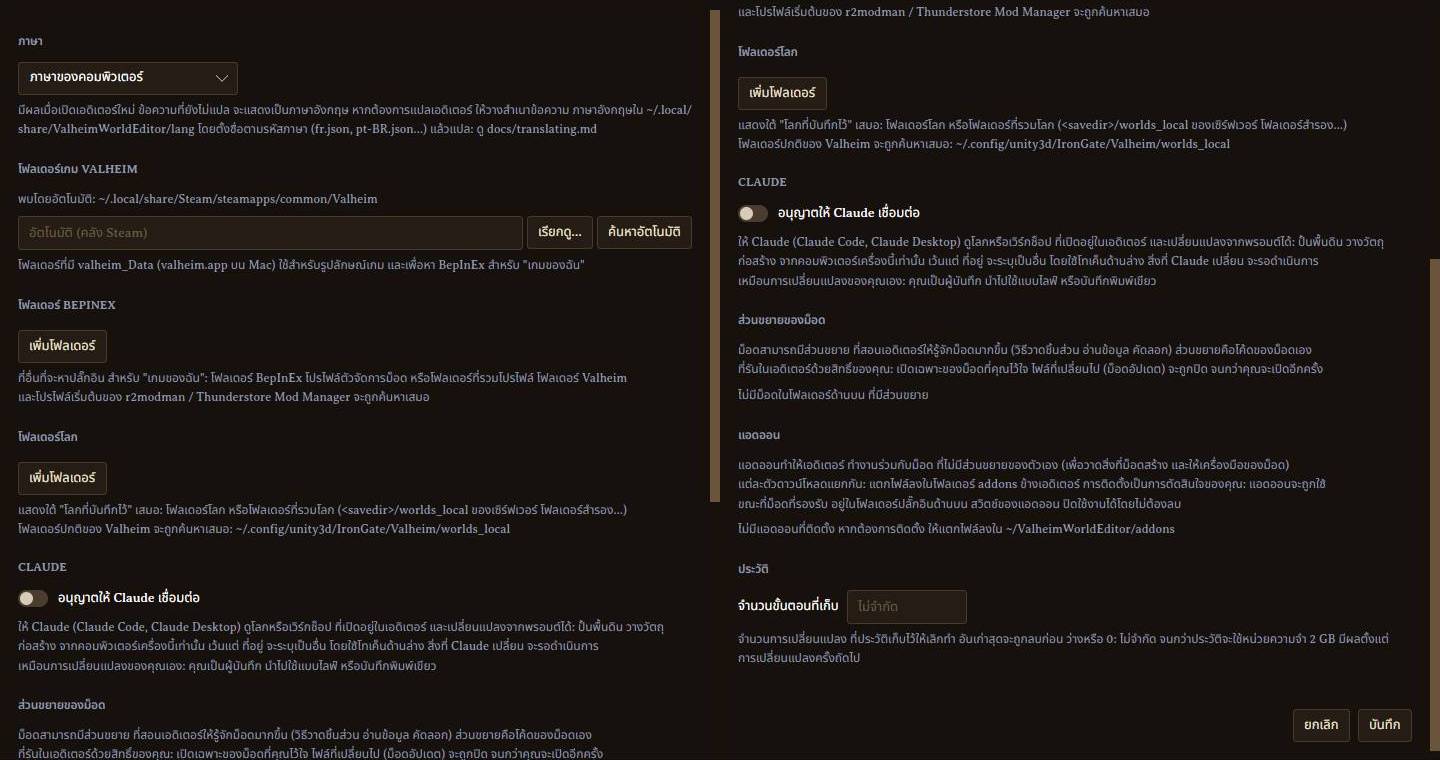 ภาษา
ภาษาของคอมพิวเตอร์
มีผลเมื่อเปิดเอดิเตอร์ใหม่ ข้อความที่ยังไม่แปล จะแสดงเป็นภาษาอังกฤษ หากต้องการแปลเอดิเตอร์ ให้วางสำเนาข้อความ ภาษาอังกฤษใน ~/.local/
share/ValheimWorldEditor/lang โดยตั้งชื่อตามรหัสภาษา (fr.json, pt-BR.json...) แล้วแปล: ดู docs/translating.md
โฟลเดอร์เกม VALHEIM
พบโดยอัตโนมัติ: ~/.local/share/Steam/steamapps/common/Valheim
อัตโนมัติ (คลัง Steam)
เรียกดู...
ค้นหาอัตโนมัติ
โฟลเดอร์ที่มี valheim_Data (valheim.app บน Mac) ใช้สำหรับรูปลักษณ์เกม และเพื่อหา BepInEx สำหรับ "เกมของฉัน"
โฟลเดอร์ BEPINEX
เพิ่มโฟลเดอร์
ที่อื่นที่จะหาปลั๊กอิน สำหรับ "เกมของฉัน": โฟลเดอร์ BepInEx โปรไฟล์ตัวจัดการม็อด หรือโฟลเดอร์ที่รวมโปรไฟล์ โฟลเดอร์ Valheim
และโปรไฟล์เริ่มต้นของ r2modman / Thunderstore Mod Manager จะถูกค้นหาเสมอ
โฟลเดอร์โลก
เพิ่มโฟลเดอร์
แสดงใต้ "โลกที่บันทึกไว้" เสมอ: โฟลเดอร์โลก หรือโฟลเดอร์ที่รวมโลก (<savedir>/worlds_local ของเซิร์ฟเวอร์ โฟลเดอร์สำรอง...)
โฟลเดอร์ปกติของ Valheim จะถูกค้นหาเสมอ: ~/.config/unity3d/IronGate/Valheim/worlds_local
CLAUDE
อนุญาตให้ Claude เชื่อมต่อ
ให้ Claude (Claude Code, Claude Desktop) ดูโลกหรือเวิร์กช็อป ที่เปิดอยู่ในเอดิเตอร์ และเปลี่ยนแปลงจากพรอมต์ได้: ปั้นพื้นดิน วางวัตถุ
ก่อสร้าง จากคอมพิวเตอร์เครื่องนี้เท่านั้น เว้นแต่ ที่อยู่ จะระบุเป็นอื่น โดยใช้โทเค็นด้านล่าง สิ่งที่ Claude เปลี่ยน จะรอดำเนินการ
เหมือนการเปลี่ยนแปลงของคุณเอง: คุณเป็นผู้บันทึก นำไปใช้แบบไลฟ์ หรือบันทึกพิมพ์เขียว
ส่วนขยายของม็อด
ม็อดสามารถมีส่วนขยาย ที่สอนเอดิเตอร์ให้รู้จักม็อดมากขึ้น (วิธีวาดชิ้นส่วน อ่านข้อมูล คัดลอก) ส่วนขยายคือโค้ดของม็อดเอง
ที่รันในเอดิเตอร์ด้วยสิทธิ์ของคุณ: เปิดเฉพาะของม็อดที่คุณไว้ใจ ไฟล์ที่เปลี่ยนไป (ม็อดอัปเดต) จะถูกปิด จนกว่าคุณจะเปิดอีกครั้ง
และโปรไฟล์เริ่มต้นของ r2modman / Thunderstore Mod Manager จะถูกค้นหาเสมอ
โฟลเดอร์โลก
เพิ่มโฟลเดอร์
แสดงใต้ "โลกที่บันทึกไว้" เสมอ: โฟลเดอร์โลก หรือโฟลเดอร์ที่รวมโลก (<savedir>/worlds_local ของเซิร์ฟเวอร์ โฟลเดอร์สำรอง...)
โฟลเดอร์ปกติของ Valheim จะถูกค้นหาเสมอ: ~/.config/unity3d/IronGate/Valheim/worlds_local
CLAUDE
อนุญาตให้ Claude เชื่อมต่อ
ให้ Claude (Claude Code, Claude Desktop) ดูโลกหรือเวิร์กช็อป ที่เปิดอยู่ในเอดิเตอร์ และเปลี่ยนแปลงจากพรอมต์ได้: ปั้นพื้นดิน วางวัตถุ
ก่อสร้าง จากคอมพิวเตอร์เครื่องนี้เท่านั้น เว้นแต่ ที่อยู่ จะระบุเป็นอื่น โดยใช้โทเค็นด้านล่าง สิ่งที่ Claude เปลี่ยน จะรอดำเนินการ
เหมือนการเปลี่ยนแปลงของคุณเอง: คุณเป็นผู้บันทึก นำไปใช้แบบไลฟ์ หรือบันทึกพิมพ์เขียว
ส่วนขยายของม็อด
ม็อดสามารถมีส่วนขยาย ที่สอนเอดิเตอร์ให้รู้จักม็อดมากขึ้น (วิธีวาดชิ้นส่วน อ่านข้อมูล คัดลอก) ส่วนขยายคือโค้ดของม็อดเอง
ที่รันในเอดิเตอร์ด้วยสิทธิ์ของคุณ: เปิดเฉพาะของม็อดที่คุณไว้ใจ ไฟล์ที่เปลี่ยนไป (ม็อดอัปเดต) จะถูกปิด จนกว่าคุณจะเปิดอีกครั้ง
ไม่มีม็อดในโฟลเดอร์ด้านบน ที่มีส่วนขยาย
แอดออน
แอดออนทำให้เอดิเตอร์ ทำงานร่วมกับม็อด ที่ไม่มีส่วนขยายของตัวเอง (เพื่อวาดสิ่งที่ม็อดสร้าง และให้เครื่องมือของม็อด)
แต่ละตัวดาวน์โหลดแยกกัน: แตกไฟล์ลงในโฟลเดอร์ addons ข้างเอดิเตอร์ การติดตั้งเป็นการตัดสินใจของคุณ: แอดออนจะถูกใช้
ขณะที่ม็อดที่รองรับ อยู่ในโฟลเดอร์ปลั๊กอินด้านบน สวิตช์ของแอดออน ปิดใช้งานได้โดยไม่ต้องลบ
ไม่มีแอดออนที่ติดตั้ง หากต้องการติดตั้ง ให้แตกไฟล์ลงใน ~/ValheimWorldEditor/addons
ประวัติ
จำนวนขั้นตอนที่เก็บ
ไม่จำกัด
จำนวนการเปลี่ยนแปลง ที่ประวัติเก็บไว้ให้เลิกทำ อันเก่าสุดจะถูกลบก่อน ว่างหรือ 0: ไม่จำกัด จนกว่าประวัติจะใช้หน่วยความจำ 2 GB มีผลตั้งแต่
การเปลี่ยนแปลงครั้งถัดไป
ยกเลิก
บันทึก